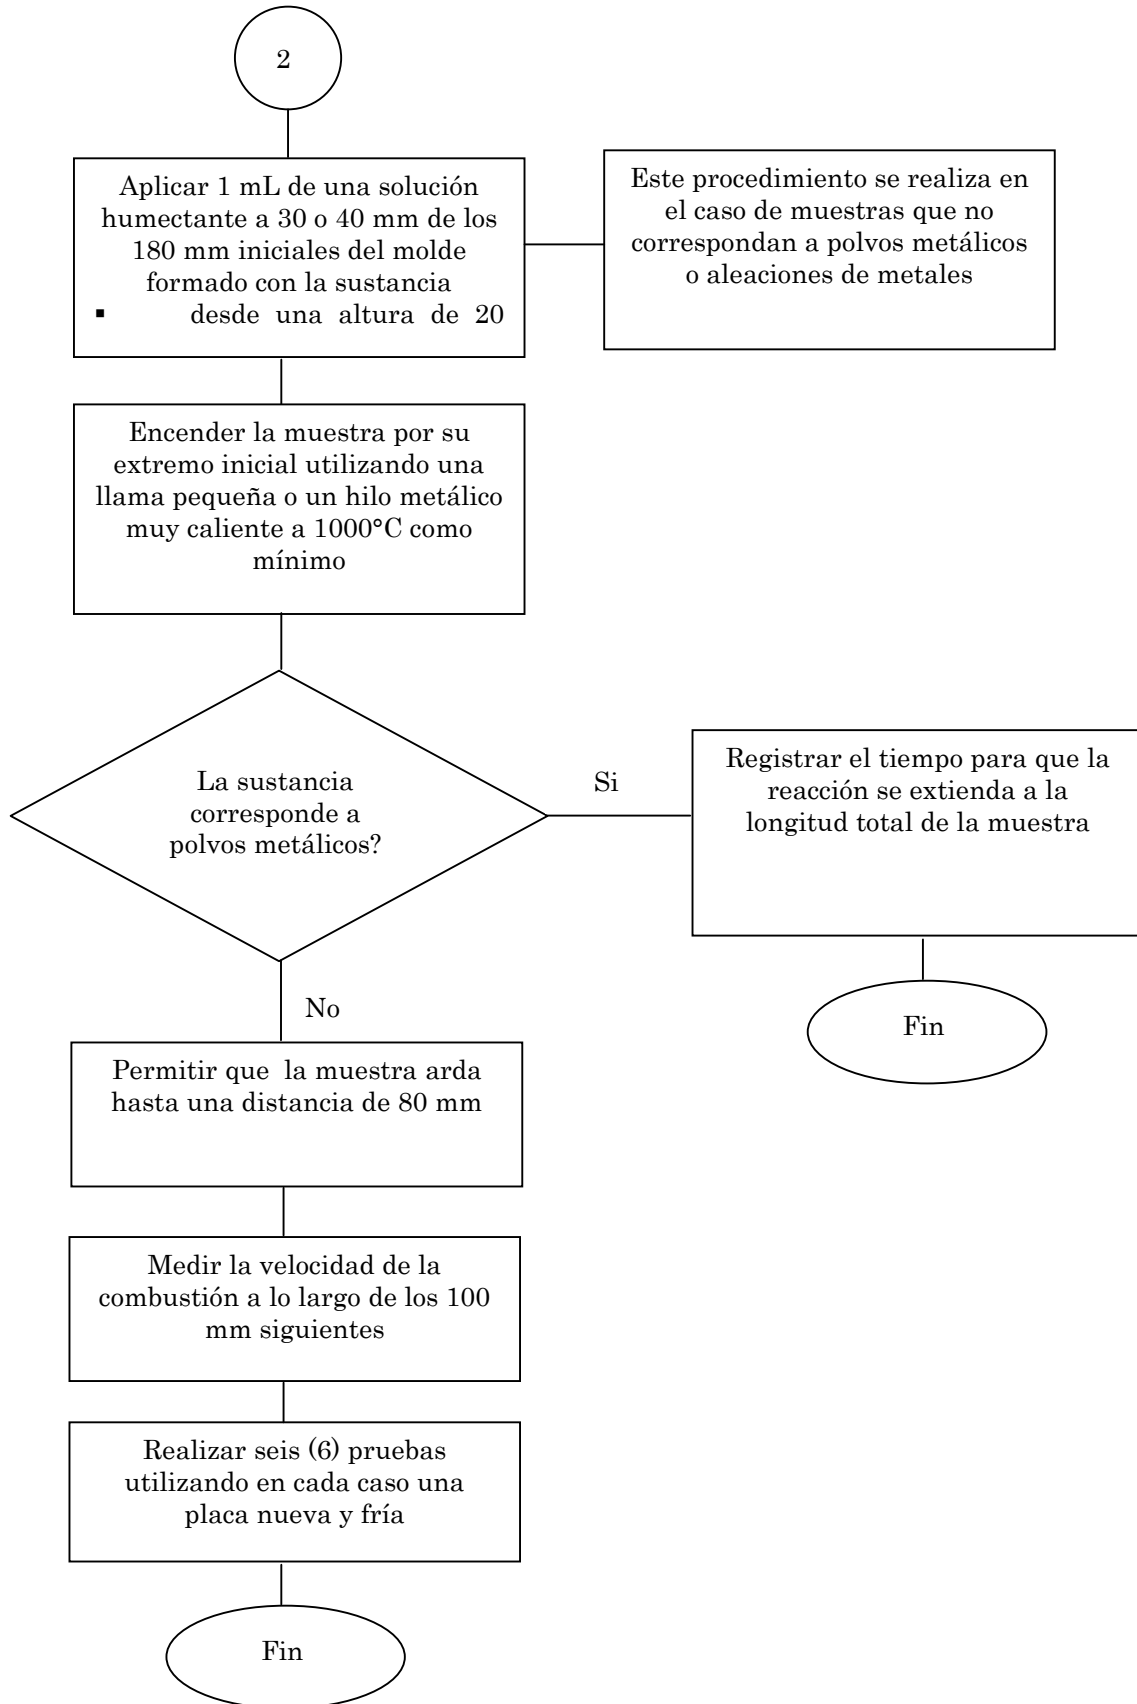 2
Aplicar 1 mL de una solución
humectante a 30 o 40 mm de los
180 mm iniciales del molde
formado con la sustancia
▪ desde una altura de 20
Este procedimiento se realiza en
el caso de muestras que no
correspondan a polvos metálicos
o aleaciones de metales
Encender la muestra por su
extremo inicial utilizando una
llama pequeña o un hilo metálico
muy caliente a 1000°C como
mínimo
La sustancia
corresponde a
polvos metálicos?
Si
Registrar el tiempo para que la
reacción se extienda a la
longitud total de la muestra
Fin
No
Permitir que la muestra arda
hasta una distancia de 80 mm
Medir la velocidad de la
combustión a lo largo de los 100
mm siguientes
Realizar seis (6) pruebas
utilizando en cada caso una
placa nueva y fría
Fin